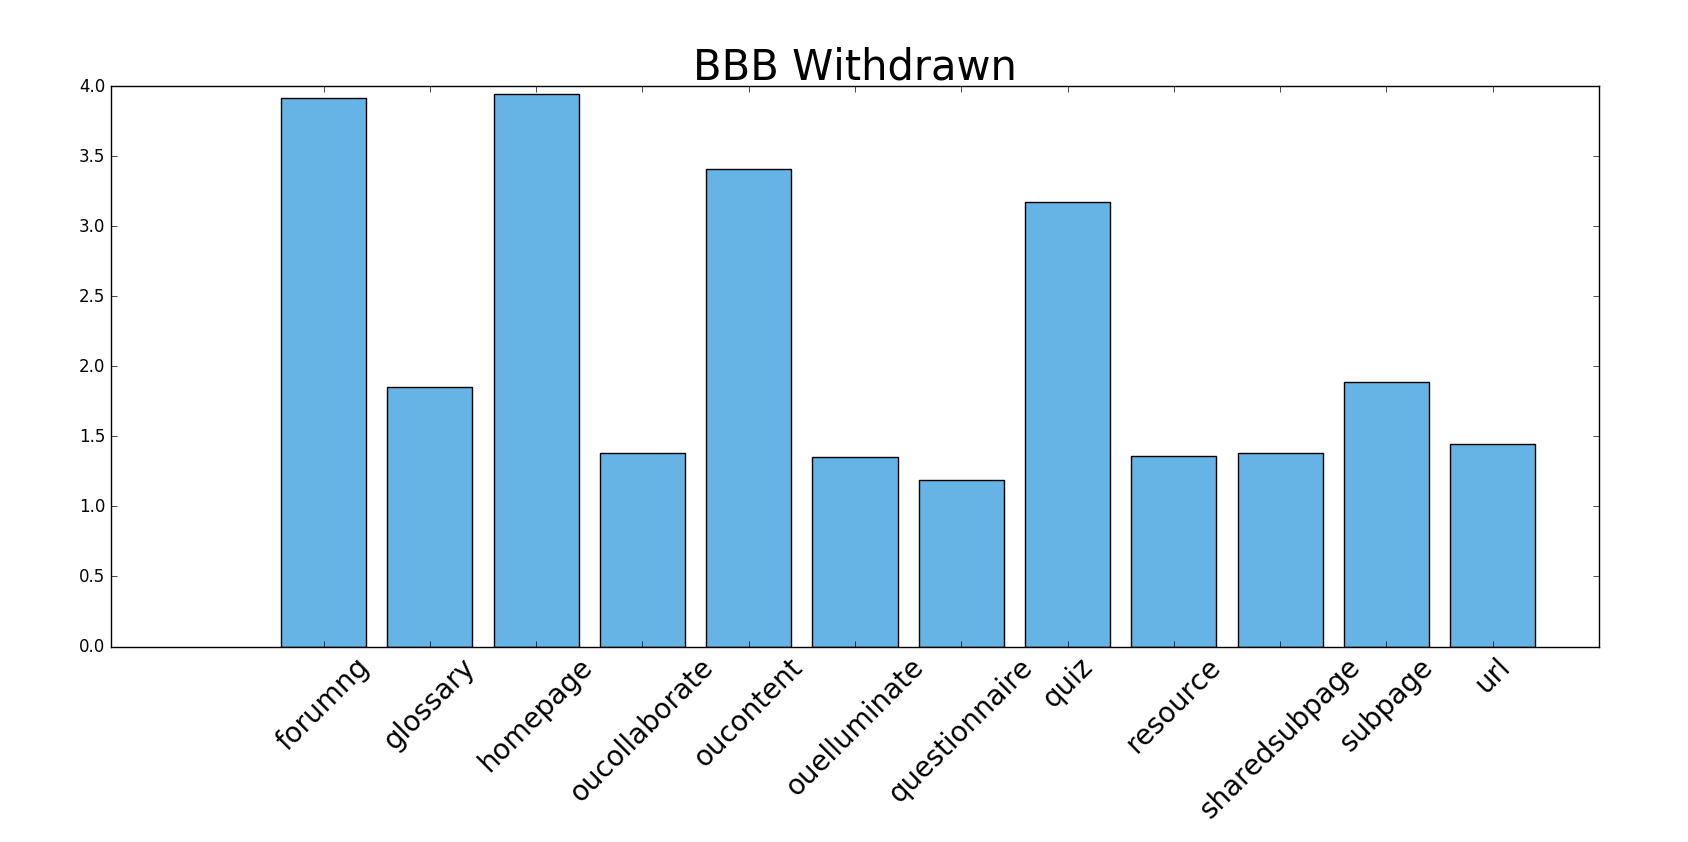 BBB Withdrawn
4.0
3.5
3.0
2.5
2.0
1.5
1.0
0.5
0.0
forumng
glossary
homepage
oucollaborate
oucontent
ouelluminate
questionnaire
quiz
resource
sharedsubpage
subpage
url